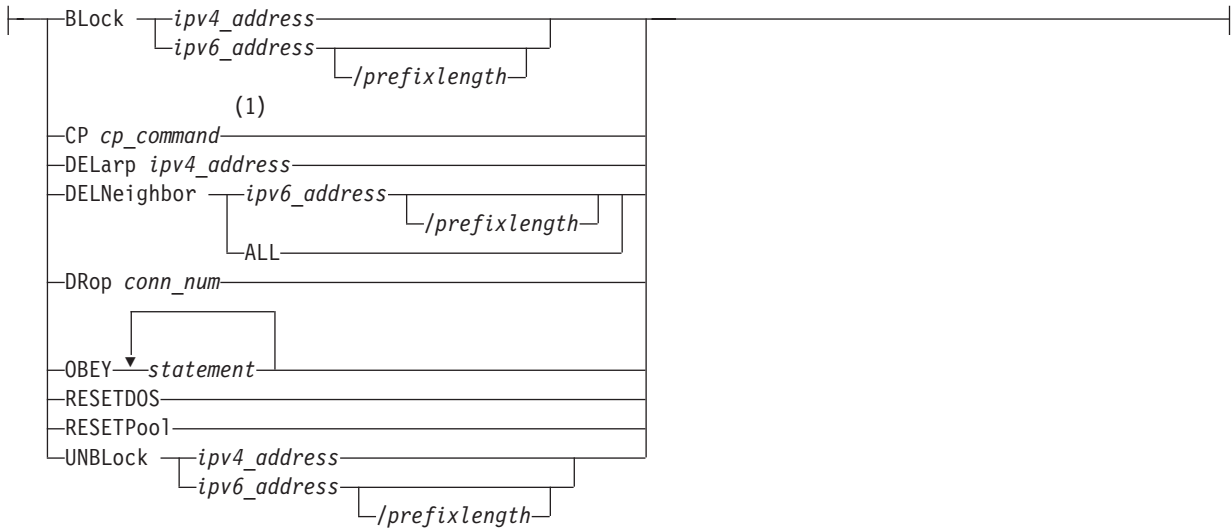 BLock ipv4_address
ipv6_address
/prefixlength
(1)
CP cp_command
DELarp ipv4_address
DELNeighbor ipv6_address
/prefixlength
ALL
DRop conn_num
OBEY statement
RESETDOS
RESETPool
UNBLock ipv4_address
ipv6_address
/prefixlength